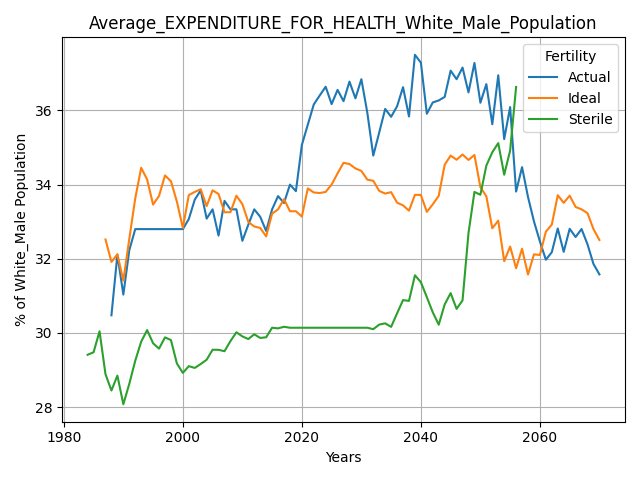 Average_EXPENDITURE_FOR_HEALTH_White_Male_Population
Fertility
Actual
Ideal
Sterile
% of White_Male Population
36
34
32
30
28
1980
2000
2020
2040
2060
Years